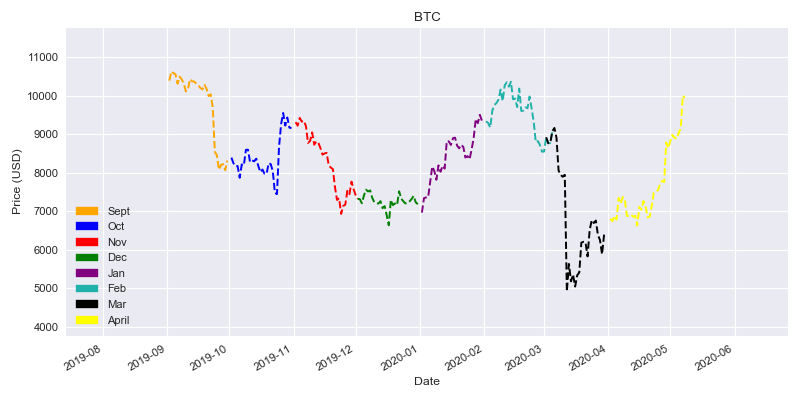 BTC
Price (USD)
11000
10000
9000
8000
7000
6000
5000
4000
Sept
Oct
Nov
Dec
Jan
Feb
Mar
April
2019-08
2019-09
2019-10
2019-11
2019-12
2020-01
2020-02
2020-03
2020-04
2020-05
2020-06
Date